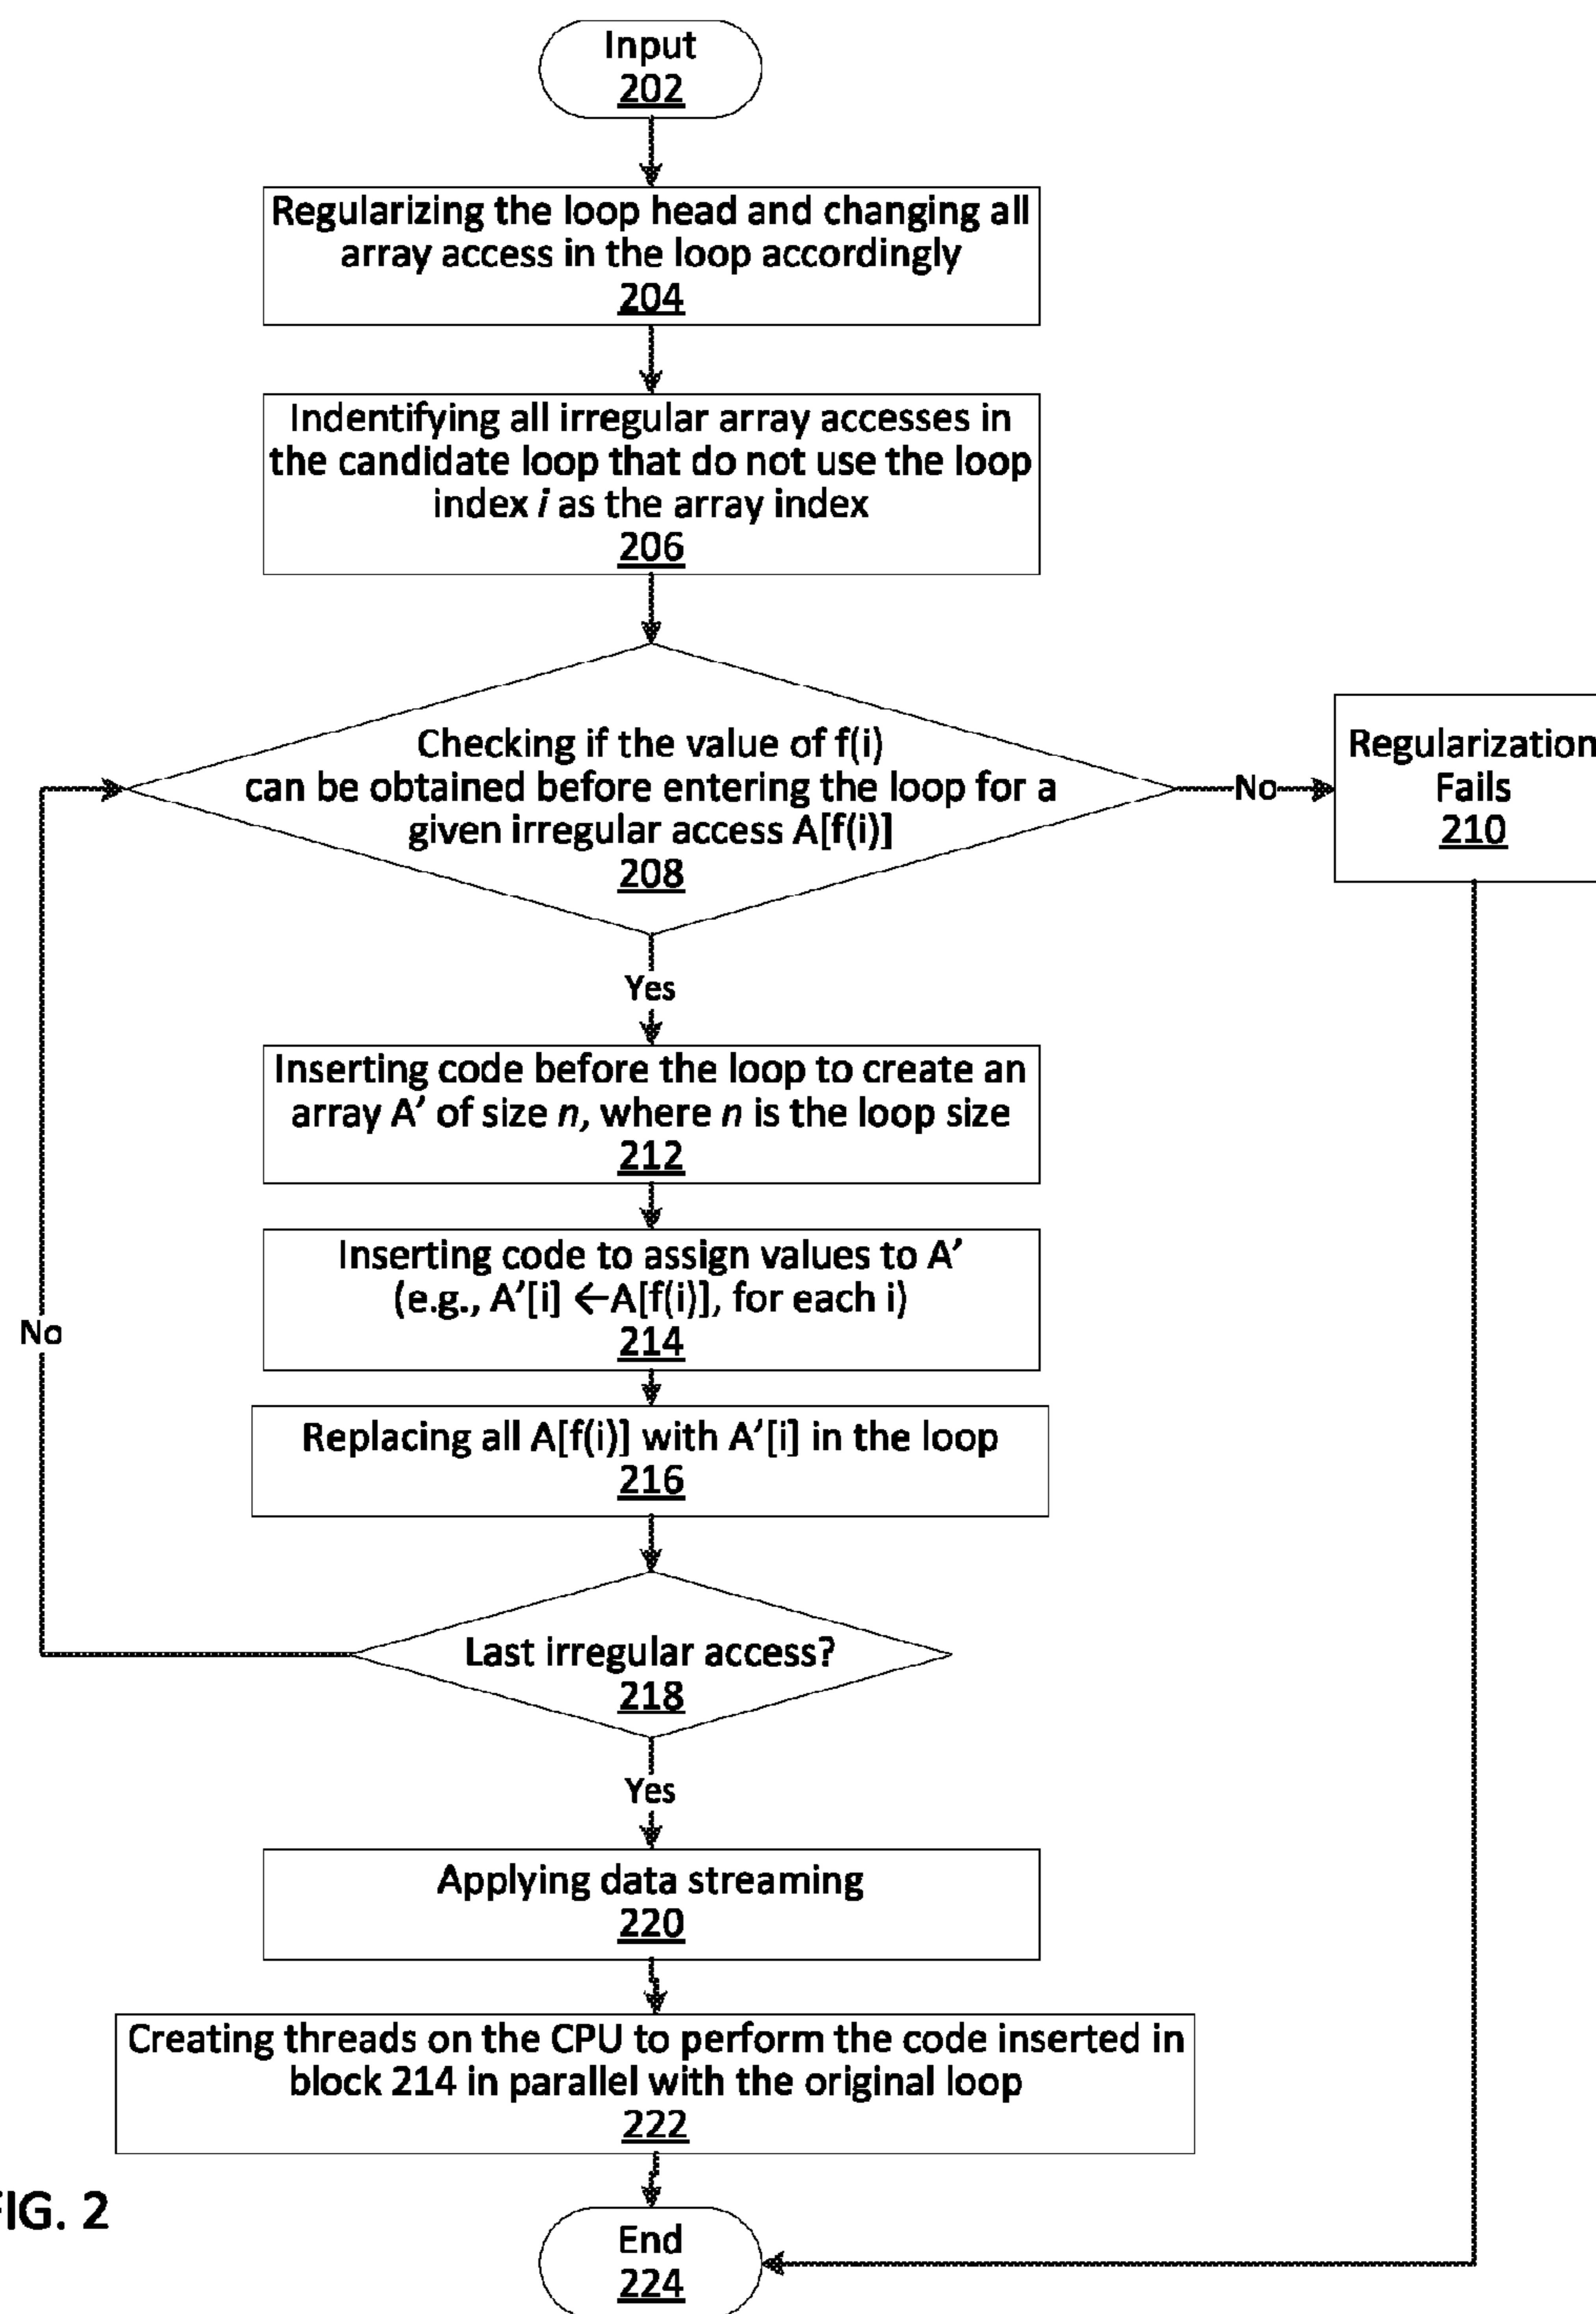 Input
202
Regularizing the loop head and changing all
array access in the loop accordingly
204
Indentifying all irregular array accesses in
the candidate loop that do not use the loop
index i as the array index
206
Checking if the value of f(i)
can be obtained before entering the loop for a
given irregular access A[f(i)]
208
No
Regularization
Fails
210
Yes
Inserting code before the loop to create an
array A' of size n, where n is the loop size
212
Inserting code to assign values to A'
(e.g., A'[i] ←A[f(i)], for each i)
214
No
Replacing all A[f(i)] with A'[i] in the loop
216
Last irregular access?
218
Yes
Applying data streaming
220
Creating threads on the CPU to perform the code inserted in
block 214 in parallel with the original loop
222
FIG. 2
End
224